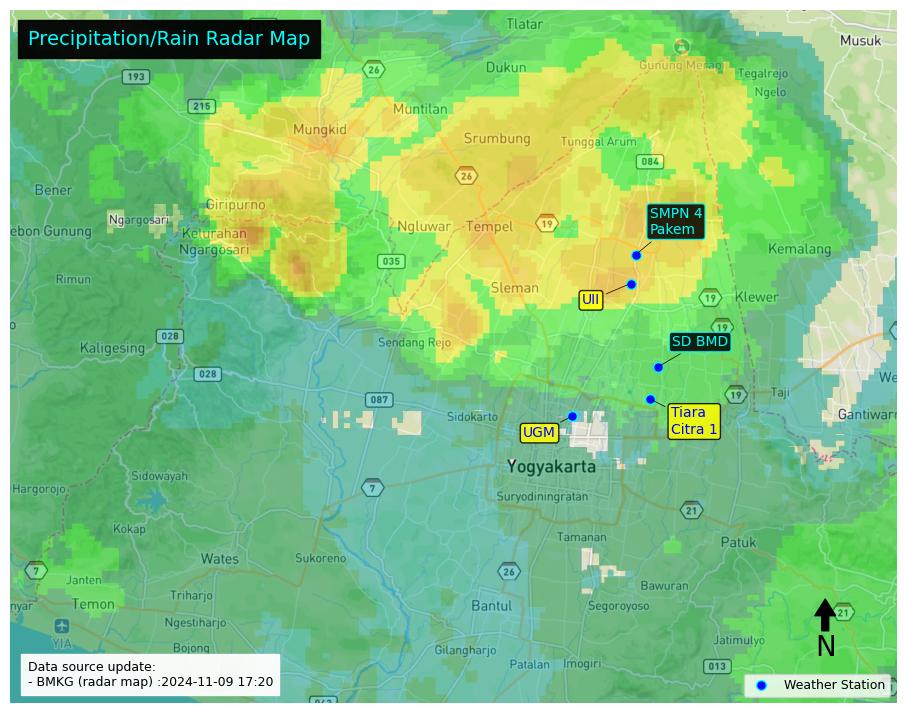 Precipitation/Rain Radar Map
Tlatar
Musuk
193
26
Dukun
Gunung Merapi
Tegalrejo
Ngelo
215
Muntilan
Mungkid
Srumbung
Tunggal Arum
084
26
Bener
Giripurno
Ngargosari
SMPN 4
Pakem
ebon Gunung
Kelurahan
Ngargosari
Ngluwar
Tempel
19
Kemalang
035
Rimun
Sleman
UII
19
Klewer
028
Kaligesing
Sendang Rejo
19
SD BMD
028
We
087
Taji
19
Sidokarto
Tiara
Citra 1
Gantiwarn
UGM
Yogyakarta
Sidowayah
7
Hargorojo
Suryodiningratan
21
Kokap
Tamanan
Patuk
Wates
Sukoreno
7
Janten
26
Bawuran
Temon
nyar
Triharjo
Bantul
Segoroyoso
21
Ngestiharjo
YIA
Jatimulyo
N
Bojong
Gilangharjo
Patalan
Imogiri
013
Data source update:
- BMKG (radar map) :2024-11-09 17:20
Weather Station